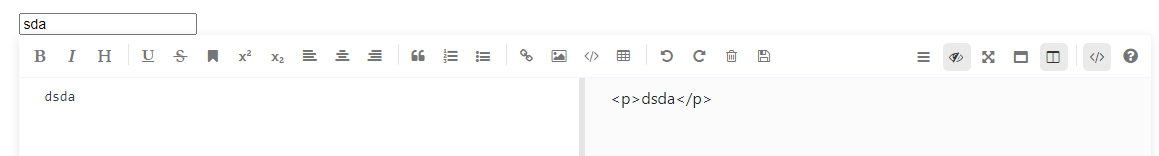 sda
B I H U S x² x₂
dsda
<p>dsda</p>